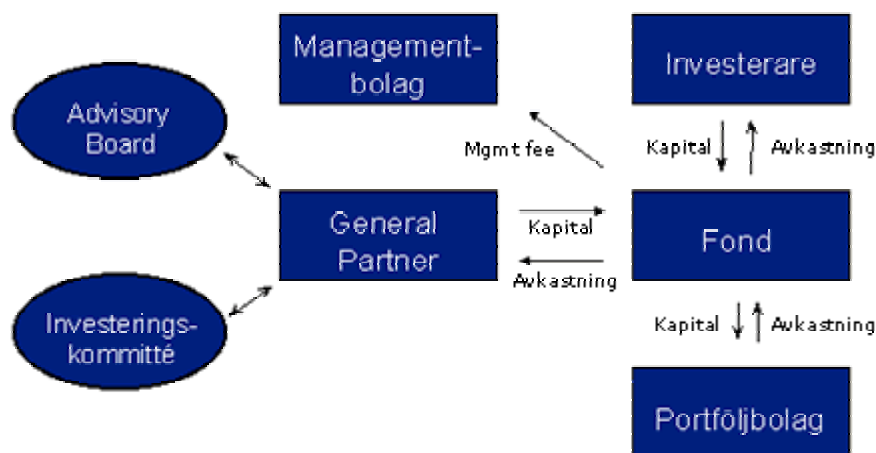 Management-
bolag
Investerare
Advisory
Board
Mgmt fee
Kapital
Avkastning
General
Partner
Kapital
Avkastning
Fond
Investerings-
kommitté
Kapital
Avkastning
Portföljbolag